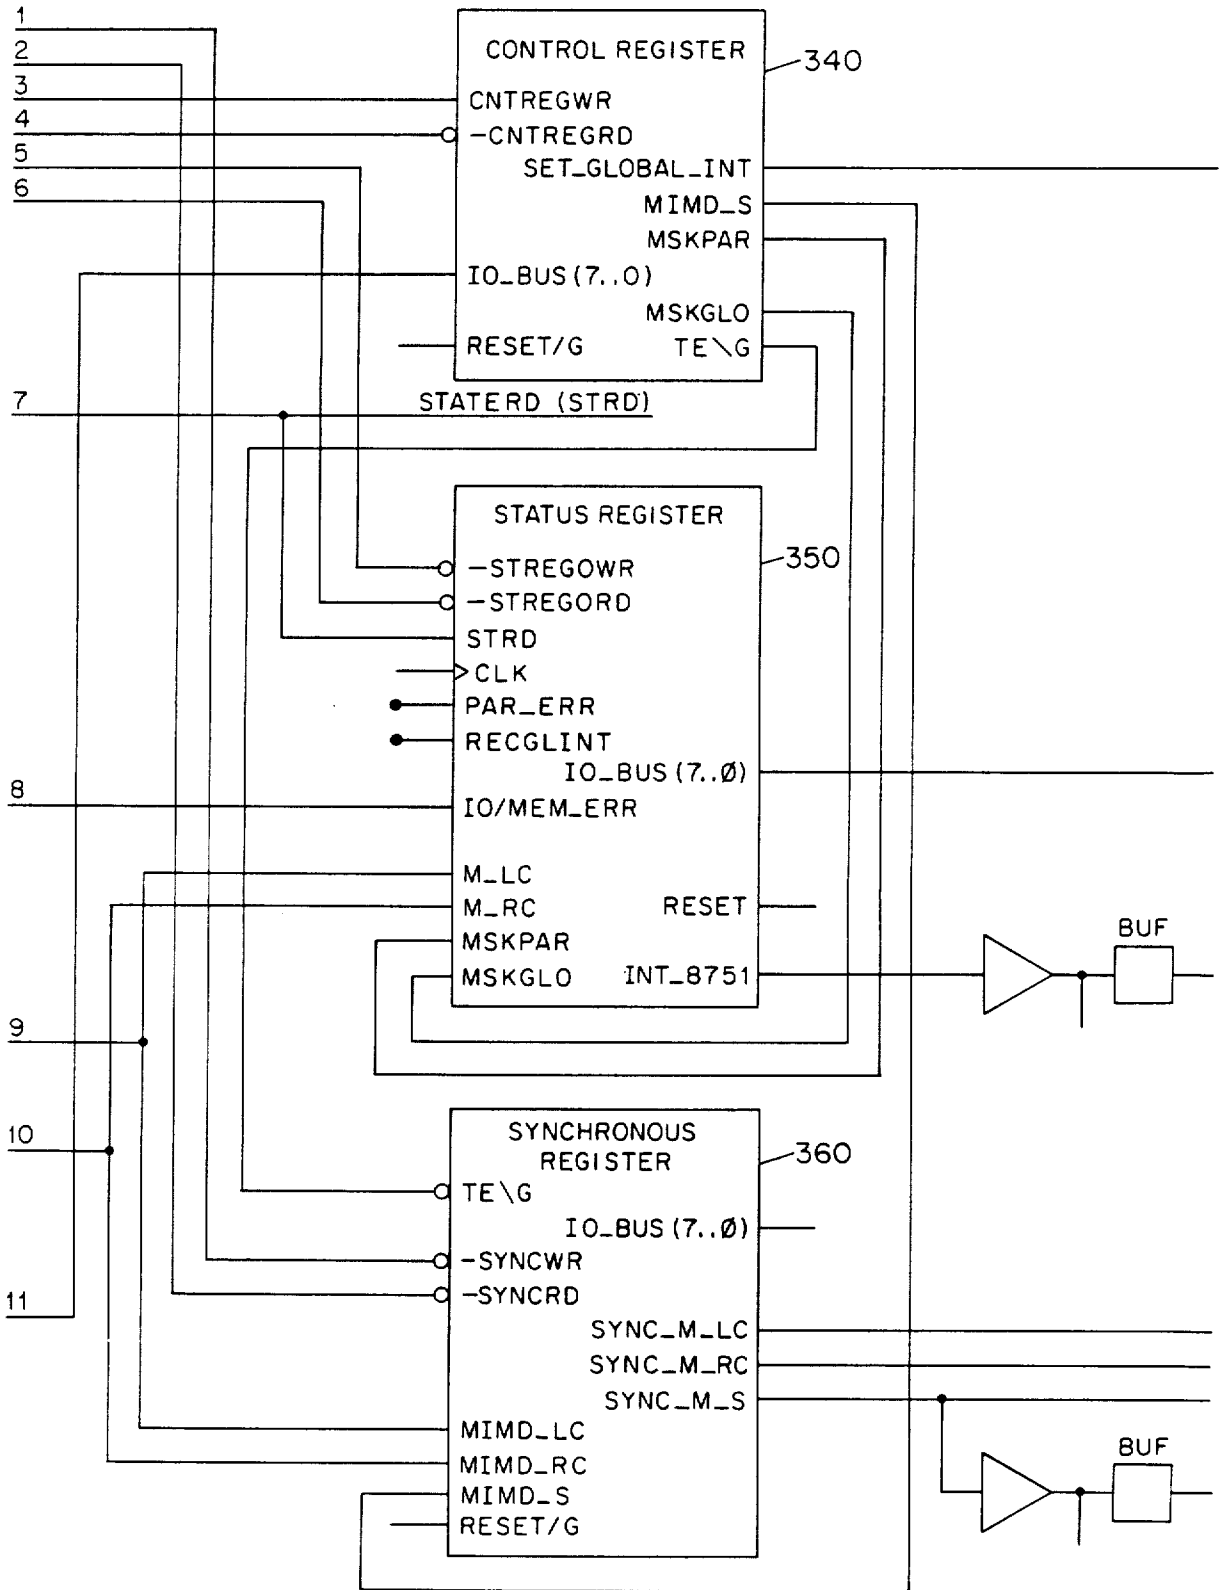 1
2
3
4
5
6
7
8
9
10
11
CONTROL REGISTER
340
CNTREGWR
-CNTREGRD
SET_GLOBAL_INT
MIMD_S
MSKPAR
IO_BUS(7..0)
MSKGLO
RESET/G
TE\G
STATERD (STRD)
STATUS REGISTER
350
-STREGOWR
-STREGORD
STRD
CLK
PAR_ERR
RECGLINT
IO_BUS(7..Ø)
IO/MEM_ERR
M_LC
M_RC
RESET
MSKPAR
MSKGLO
INT_8751
BUF
SYNCHRONOUS
REGISTER
360
TE\G
IO_BUS(7..Ø)
-SYNCWR
-SYNCRD
SYNC_M_LC
SYNC_M_RC
SYNC_M_S
MIMD_LC
MIMD_RC
MIMD_S
RESET/G
BUF